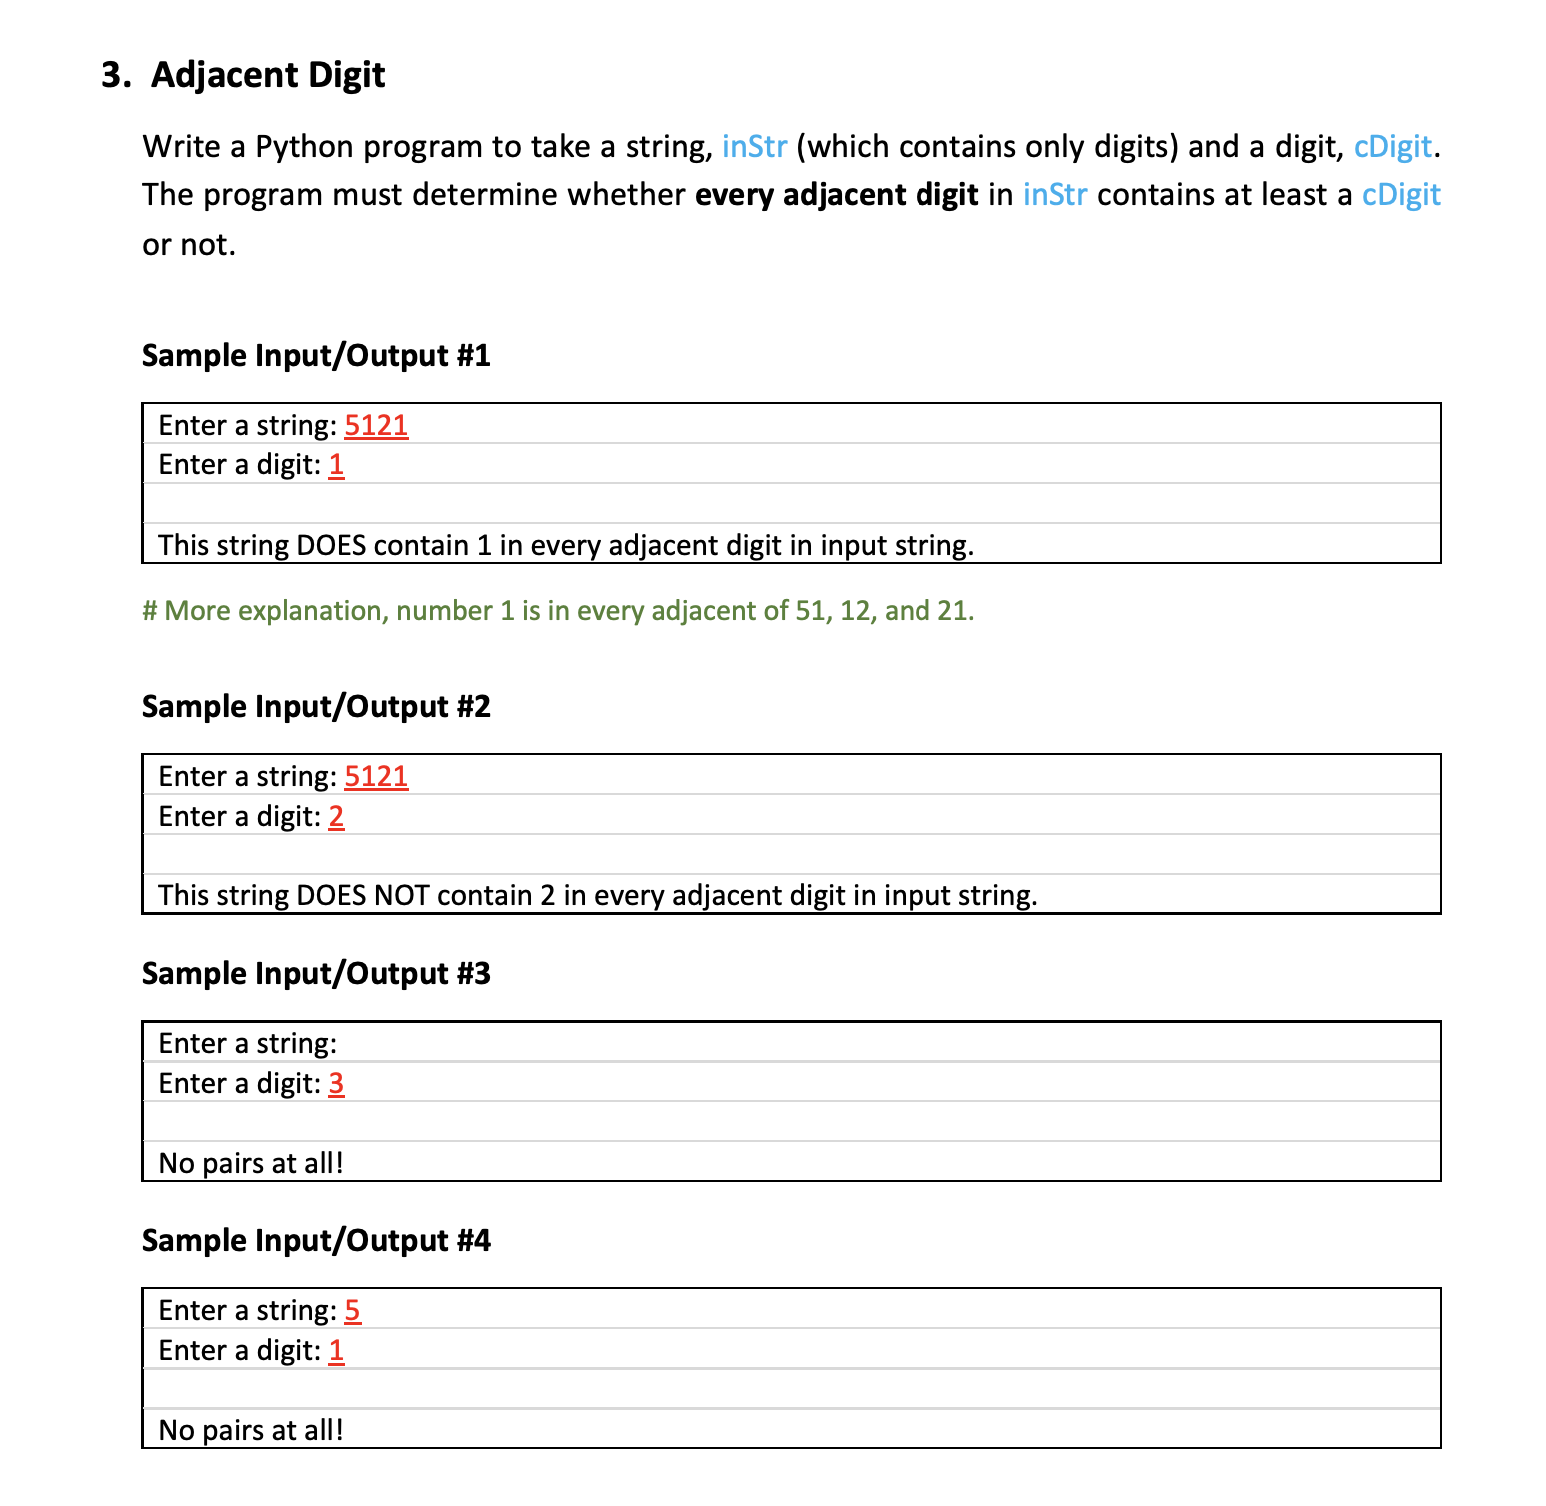 3. Adjacent Digit
Write a Python program to take a string, inStr (which contains only digits) and a digit, cDigit.
The program must determine whether every adjacent digit in inStr contains at least a cDigit
or not.
Sample Input/Output #1
Enter a string: 5121
Enter a digit: 1
This string DOES contain 1 in every adjacent digit in input string.
# More explanation, number 1 is in every adjacent of 51, 12, and 21.
Sample Input/Output #2
Enter a string: 5121
Enter a digit: 2
This string DOES NOT contain 2 in every adjacent digit in input string.
Sample Input/Output #3
Enter a string:
Enter a digit: 3
No pairs at all!
Sample Input/Output #4
Enter a string: 5
Enter a digit: 1
No pairs at all!